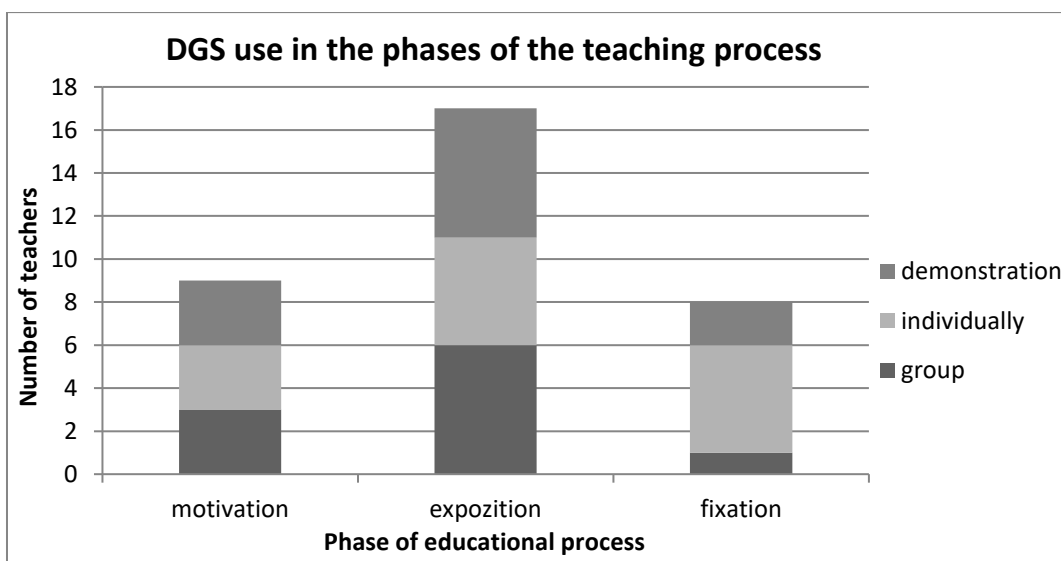 DGS use in the phases of the teaching process
Number of teachers
18
16
14
12
10
8
6
4
2
0
motivation
expozition
fixation
Phase of educational process
demonstration
individually
group